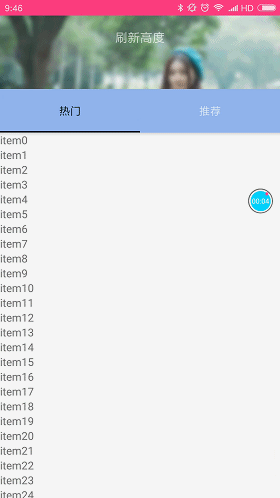 9:46 HD
刷新高度
热门 推荐
item0
item1
item2
item3
item4
00:04
item5
item6
item7
item8
item9
item10
item11
item12
item13
item14
item15
item16
item17
item18
item19
item20
item21
item22
item23
item24